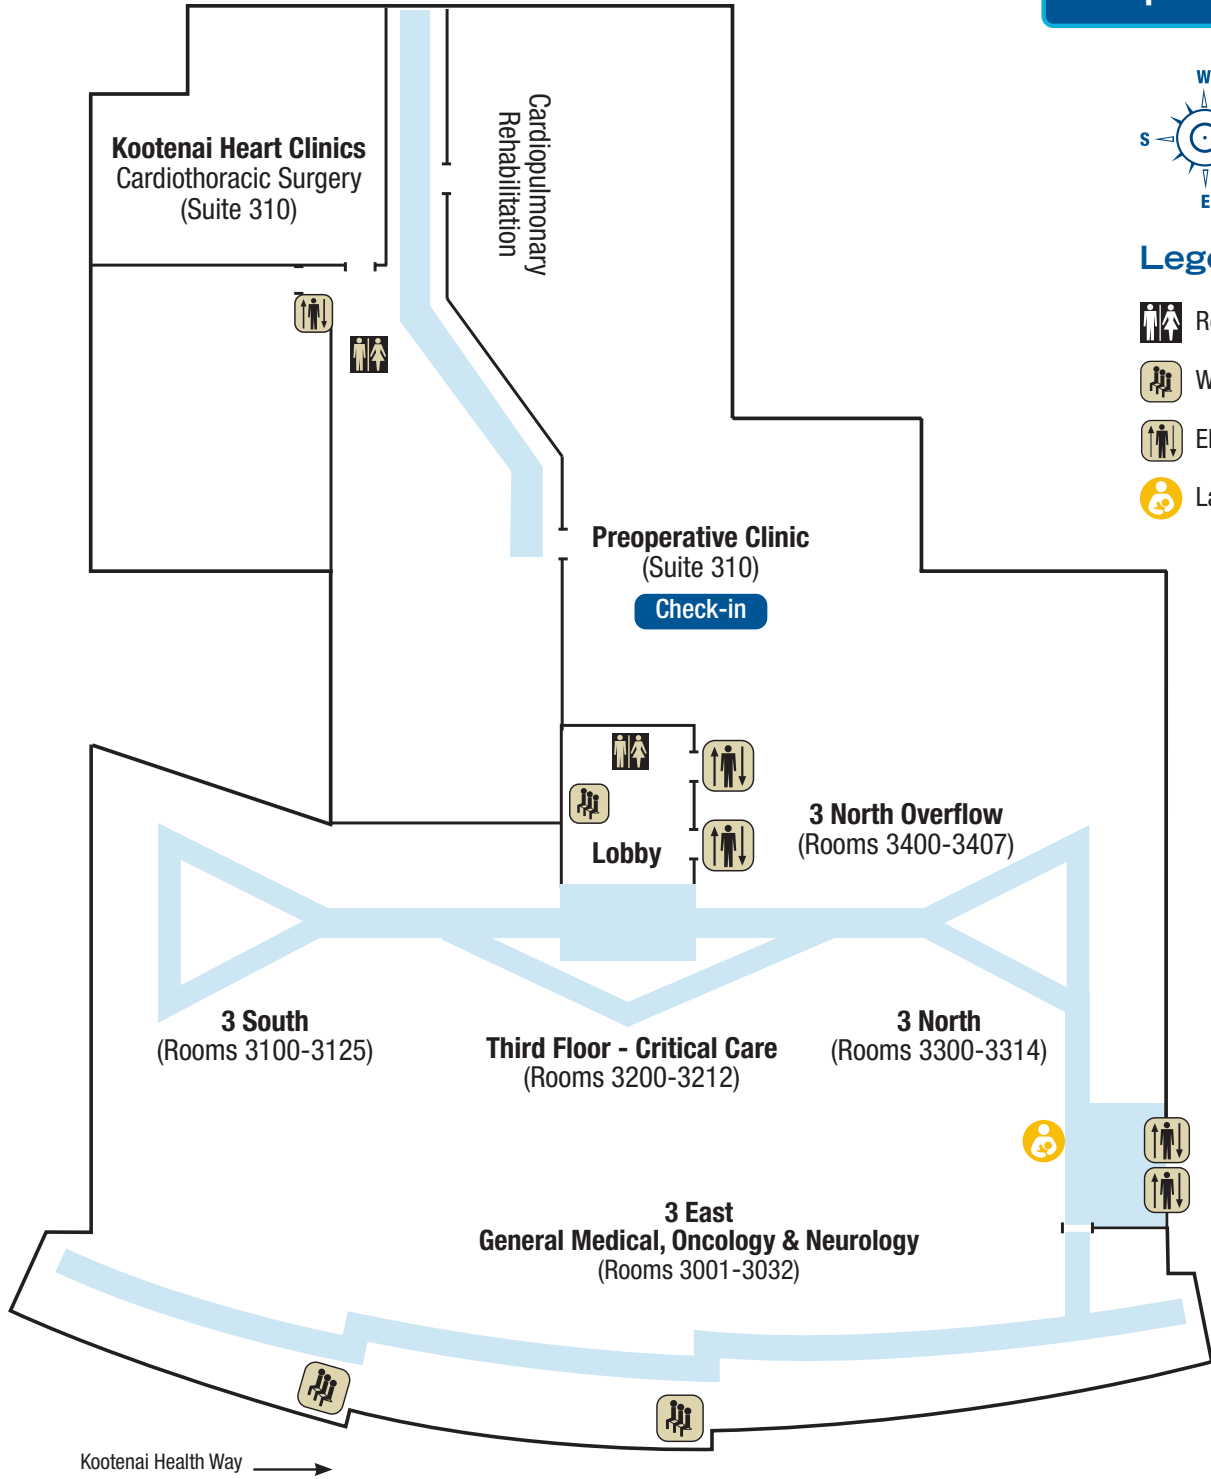 W
S
E
Kootenai Heart Clinics
Cardiothoracic Surgery
(Suite 310)
Cardiopulmonary
Rehabilitation
Preoperative Clinic
(Suite 310)
Check-in
Lobby
3 North Overflow
(Rooms 3400-3407)
3 South
(Rooms 3100-3125)
Third Floor - Critical Care
(Rooms 3200-3212)
3 North
(Rooms 3300-3314)
3 East
General Medical, Oncology & Neurology
(Rooms 3001-3032)
Kootenai Health Way